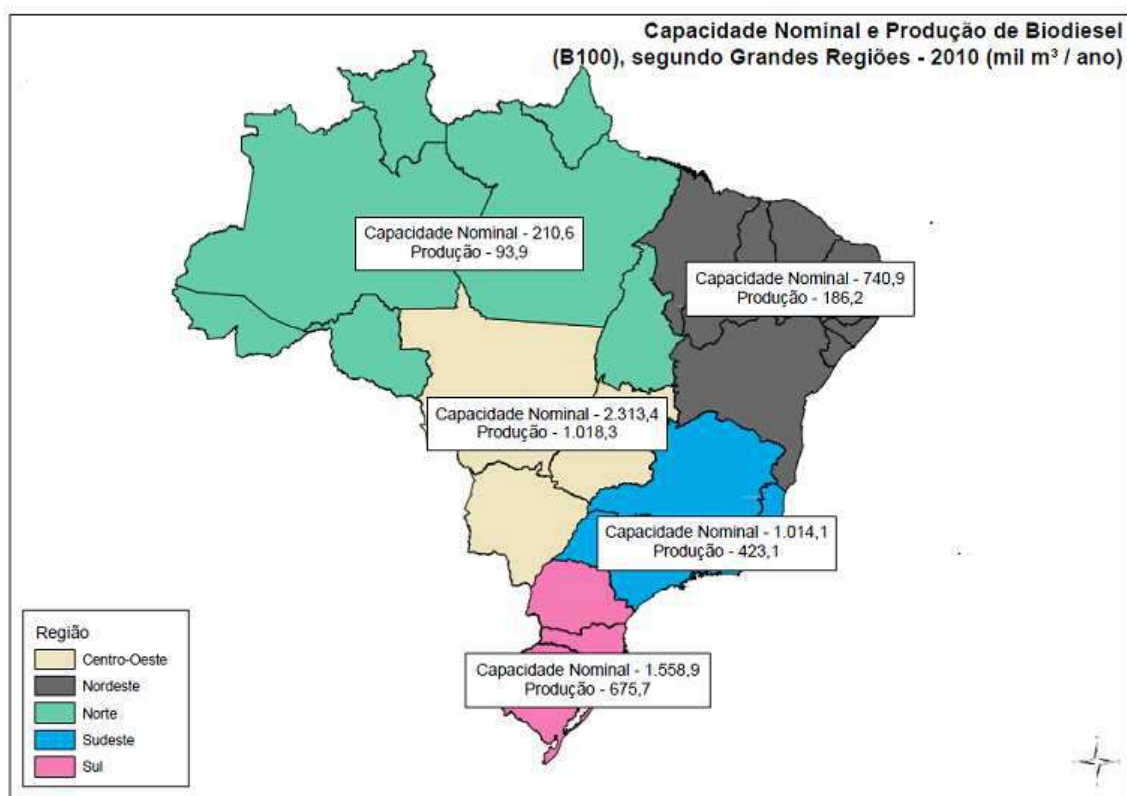 Capacidade Nominal e Produção de Biodiesel
(B100), segundo Grandes Regiões - 2010 (mil m³ / ano)
Capacidade Nominal - 210,6
Produção - 93,9
Capacidade Nominal - 740,9
Produção - 186,2
Capacidade Nominal - 2.313,4
Produção - 1.018,3
Capacidade Nominal - 1.014,1
Produção - 423,1
Capacidade Nominal - 1.558,9
Produção - 675,7
Região
Centro-Oeste
Nordeste
Norte
Sudeste
Sul